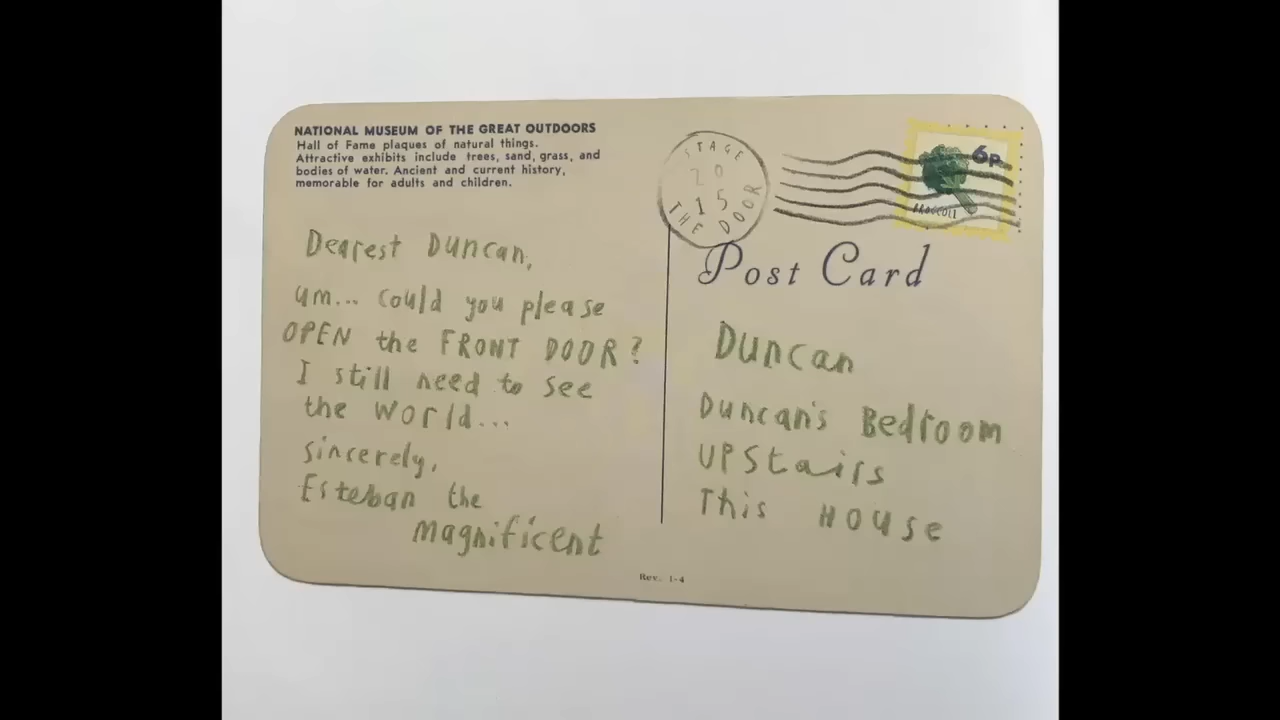 NATIONAL MUSEUM OF THE GREAT OUTDOORS
Hall of Fame plaques of natural things.
Attractive exhibits include trees, sand, grass, and
bodies of water. Ancient and current history,
memorable for adults and children.
Dearest Duncan,
um... could you please
OPEN the FRONT DOOR?
I still need to see
the world...
sincerely,
Esteban the
magnificent
STAGE
20
15
THE DOOR
6p
BROCCOLI
Post Card
Duncan
Duncan's Bedroom
UPStairs
This House
Rev. 1-4